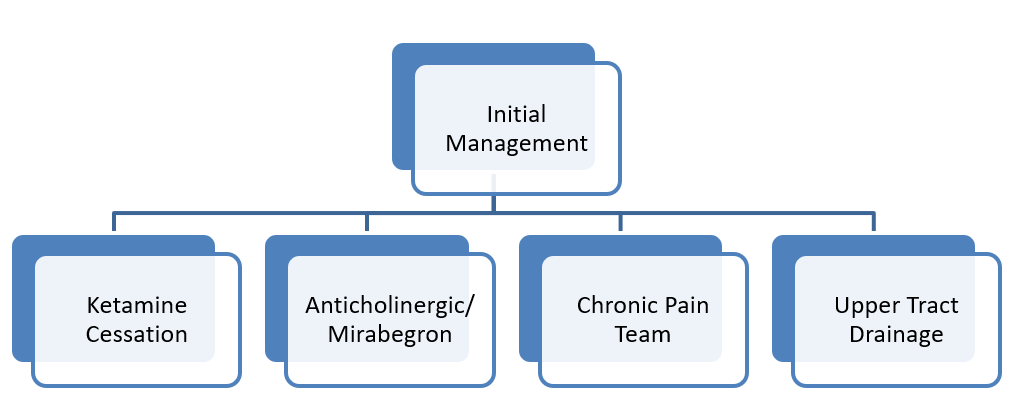 Initial
Management
Ketamine
Cessation
Anticholinergic/
Mirabegron
Chronic Pain
Team
Upper Tract
Drainage